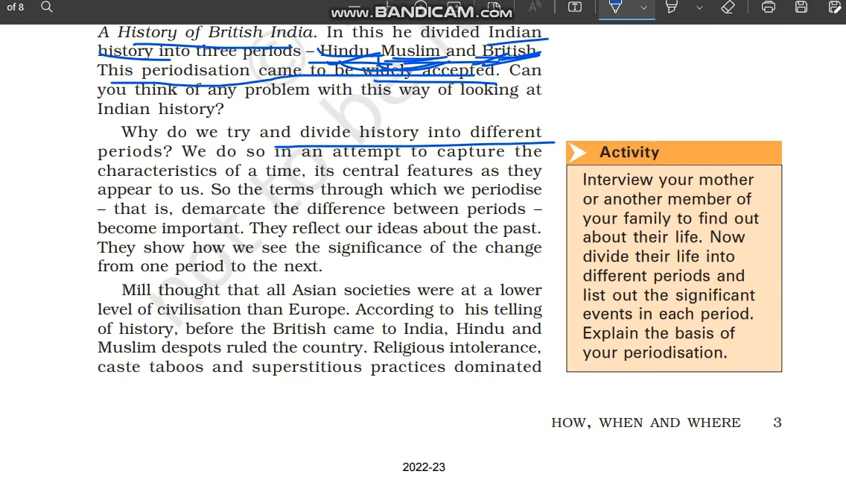 of 8
www.BANDICAM.com
A History of British India. In this he divided Indian
history into three periods – Hindu, Muslim and British.
This periodisation came to be widely accepted. Can
you think of any problem with this way of looking at
Indian history?
Why do we try and divide history into different
periods? We do so in an attempt to capture the
characteristics of a time, its central features as they
appear to us. So the terms through which we periodise
– that is, demarcate the difference between periods –
become important. They reflect our ideas about the past.
They show how we see the significance of the change
from one period to the next.
Mill thought that all Asian societies were at a lower
level of civilisation than Europe. According to his telling
of history, before the British came to India, Hindu and
Muslim despots ruled the country. Religious intolerance,
caste taboos and superstitious practices dominated
Activity
Interview your mother
or another member of
your family to find out
about their life. Now
divide their life into
different periods and
list out the significant
events in each period.
Explain the basis of
your periodisation.
HOW, WHEN AND WHERE 3
2022-23